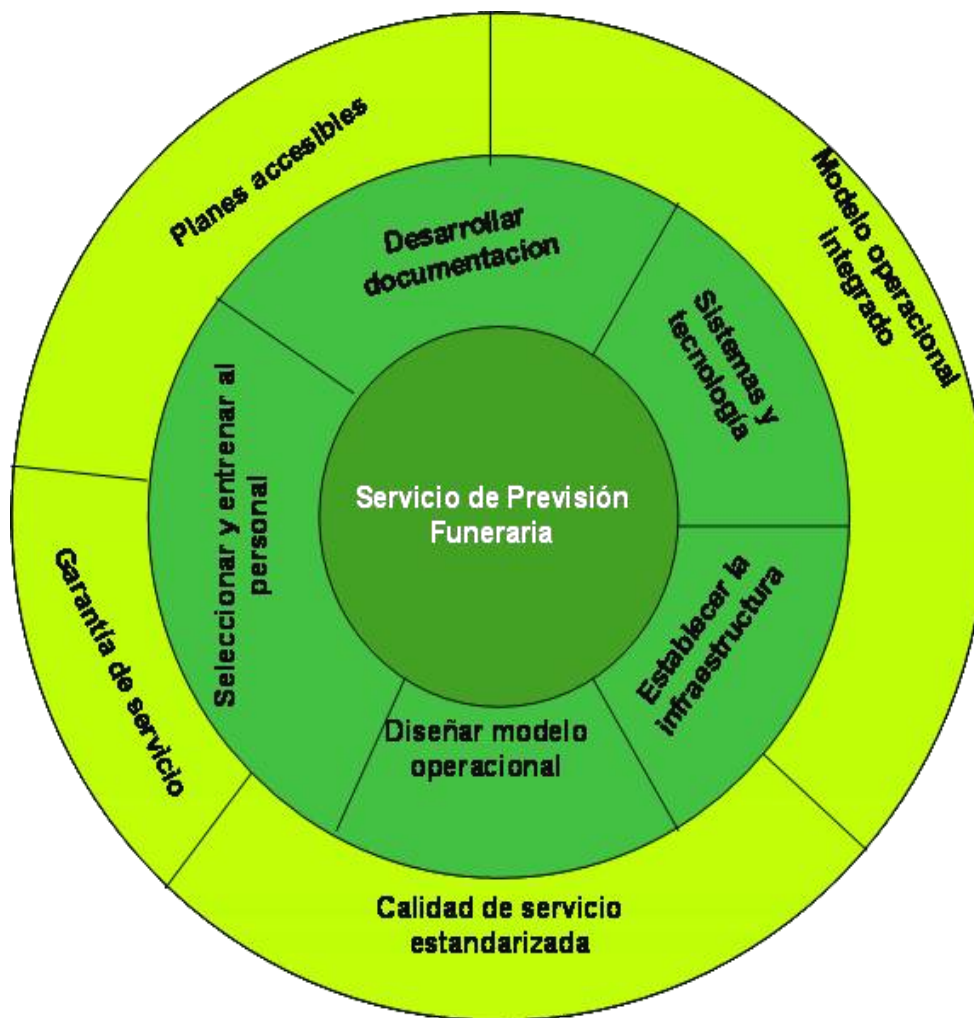 Planes accesibles
Modelo operacional
integrado
Desarrollar
documentacion
Sistemas y
tecnología
Seleccionar y entrenar al
personal
Servicio de Previsión
Funeraria
Establecer la
infraestructura
Garantía de servicio
Diseñar modelo
operacional
Calidad de servicio
estandarizada